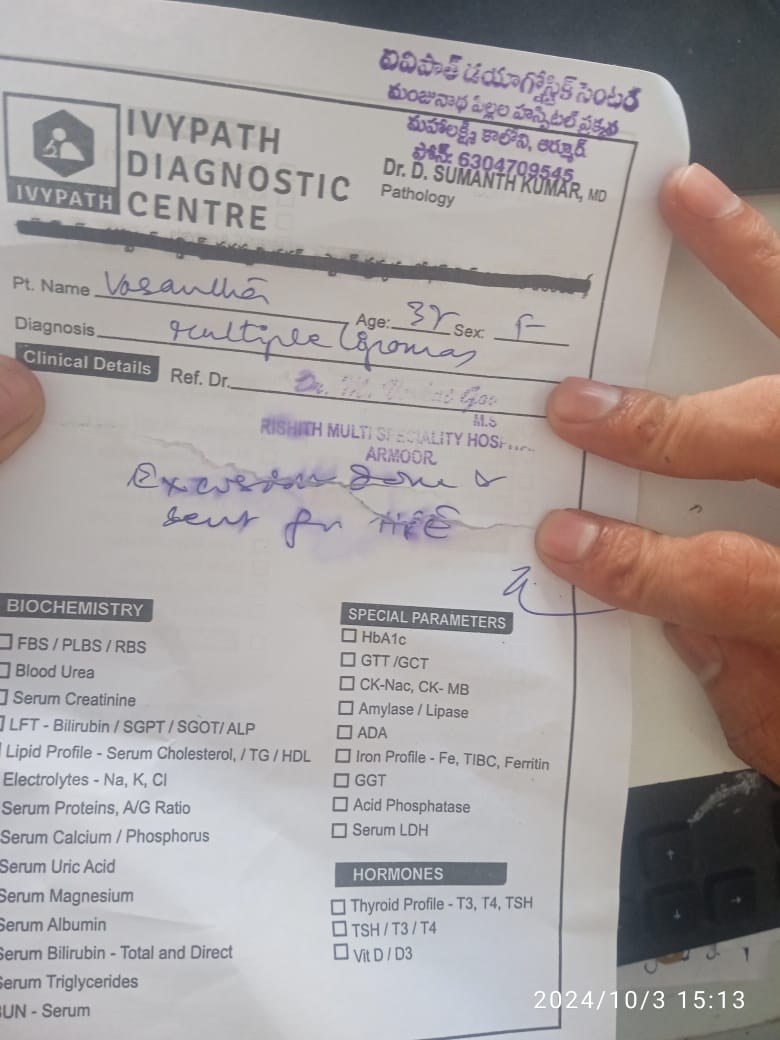 ఐవిపాత్ డయాగ్నోస్టిక్ సెంటర్
మంజునాథ పిల్లల హాస్పిటల్ ప్రక్కన
మహాలక్ష్మి కాలొని, ఆర్మూర్
ఫోన్: 6304709545
IVYPATH
IVYPATH
DIAGNOSTIC
CENTRE
Dr. D. SUMANTH KUMAR, MD
Pathology
Pt. Name Vasantha Age: Sex: F
Diagnosis Multiple Lipomas
Clinical Details Ref. Dr. Dr. M.
M.S
RISHITH MULTI SPECIALITY HOSPITAL
ARMOOR
Excision done &
sent for HPE
BIOCHEMISTRY
FBS / PLBS / RBS
Blood Urea
Serum Creatinine
LFT - Bilirubin / SGPT / SGOT/ ALP
Lipid Profile - Serum Cholesterol, / TG / HDL
Electrolytes - Na, K, Cl
Serum Proteins, A/G Ratio
Serum Calcium / Phosphorus
Serum Uric Acid
Serum Magnesium
Serum Albumin
Serum Bilirubin - Total and Direct
Serum Triglycerides
BUN - Serum
SPECIAL PARAMETERS
HbA1c
GTT /GCT
CK-Nac, CK- MB
Amylase / Lipase
ADA
Iron Profile - Fe, TIBC, Ferritin
GGT
Acid Phosphatase
Serum LDH
HORMONES
Thyroid Profile - T3, T4, TSH
TSH / T3 / T4
Vit D / D3
2024/10/3 15:13